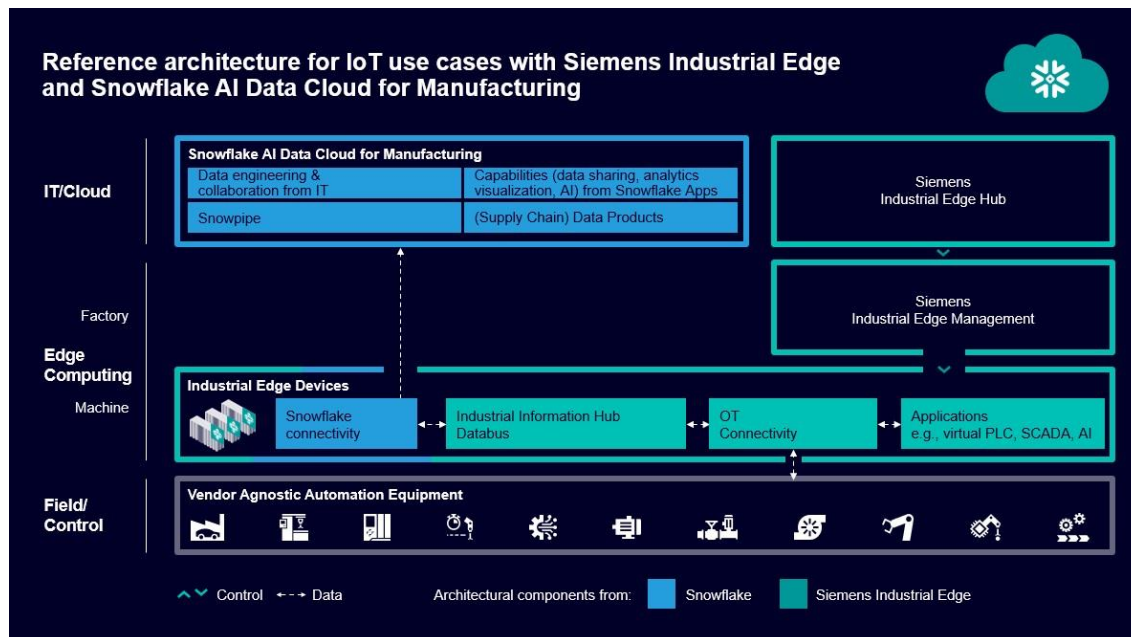 Reference architecture for IoT use cases with Siemens Industrial Edge
and Snowflake AI Data Cloud for Manufacturing
IT/Cloud
Snowflake AI Data Cloud for Manufacturing
Data engineering &
collaboration from IT
Capabilities (data sharing, analytics
visualization, AI) from Snowflake Apps
Snowpipe
(Supply Chain) Data Products
Siemens
Industrial Edge Hub
Factory
Siemens
Industrial Edge Management
Edge
Computing
Machine
Industrial Edge Devices
Snowflake
connectivity
Industrial Information Hub
Databus
OT
Connectivity
Applications
e.g., virtual PLC, SCADA, AI
Field/
Control
Vendor Agnostic Automation Equipment
Control
Data
Architectural components from:
Snowflake
Siemens Industrial Edge